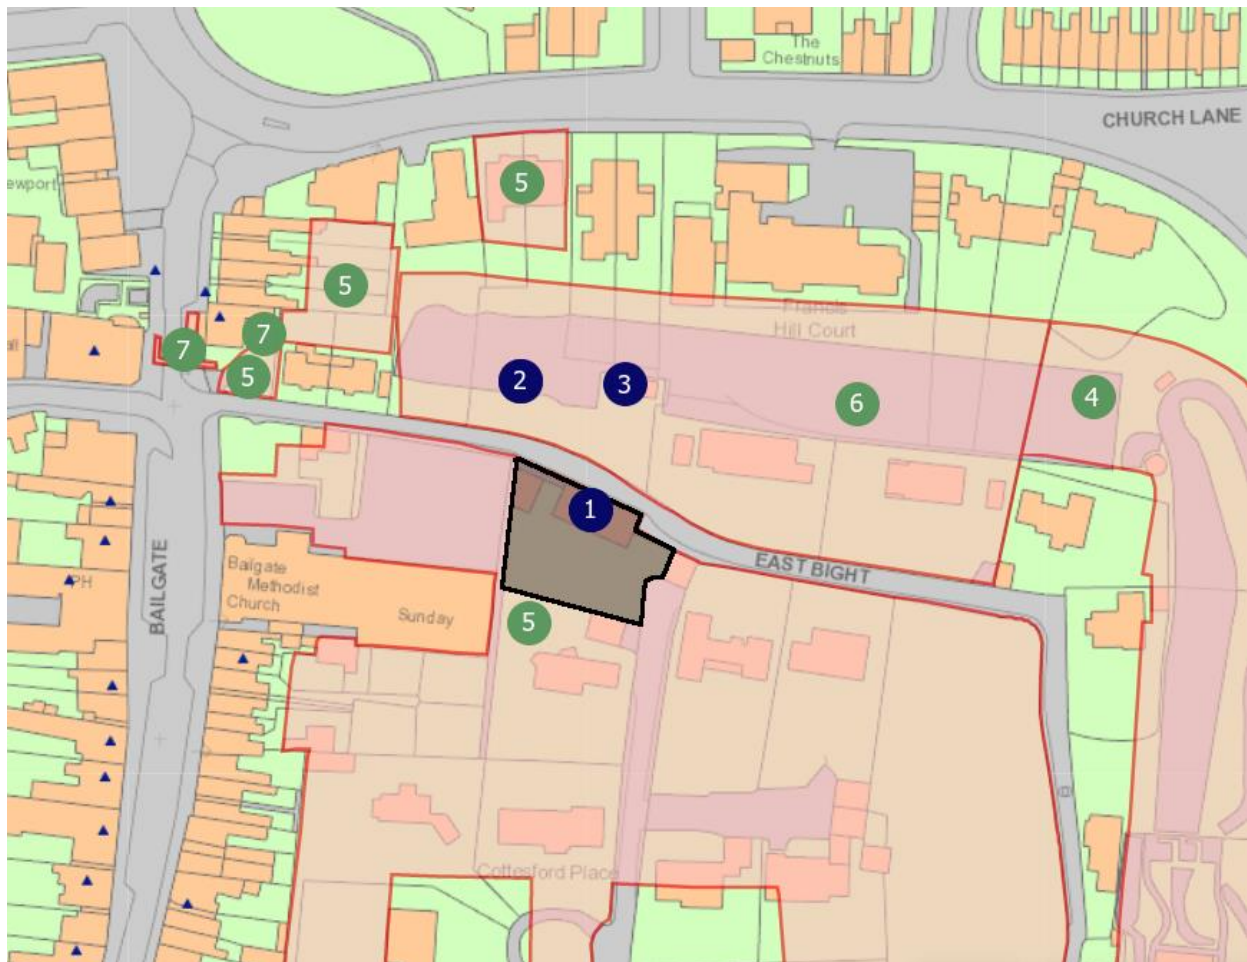 The
Chestnuts
CHURCH LANE
ewport
5
5
Francis
Hill Court
7
7
5
2
3
6
4
1
EAST BIGHT
Bailgate
Methodist
Church
Sunday
PH
BAILGATE
5
Cottesford Place